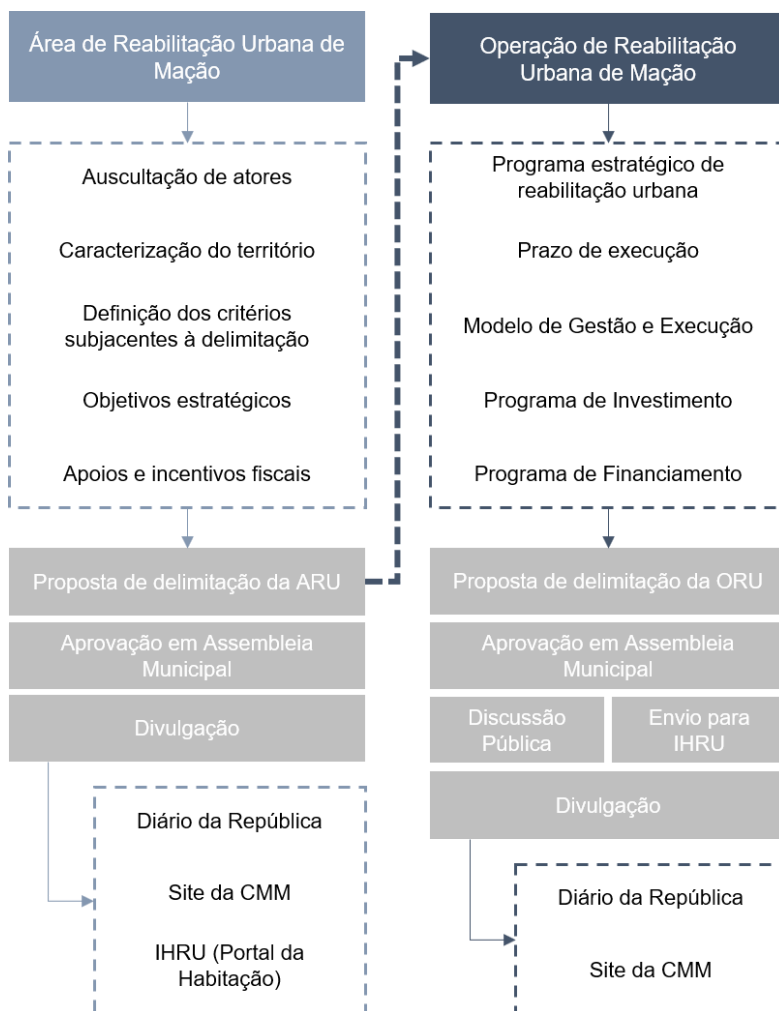 Área de Reabilitação Urbana de
Mação
Auscultação de atores
Caracterização do território
Definição dos critérios
subjacentes à delimitação
Objetivos estratégicos
Apoios e incentivos fiscais
Proposta de delimitação da ARU
Aprovação em Assembleia
Municipal
Divulgação
Diário da República
Site da CMM
IHRU (Portal da
Habitação)
Operação de Reabilitação
Urbana de Mação
Programa estratégico de
reabilitação urbana
Prazo de execução
Modelo de Gestão e Execução
Programa de Investimento
Programa de Financiamento
Proposta de delimitação da ORU
Aprovação em Assembleia
Municipal
Discussão
Pública
Envio para
IHRU
Divulgação
Diário da República
Site da CMM